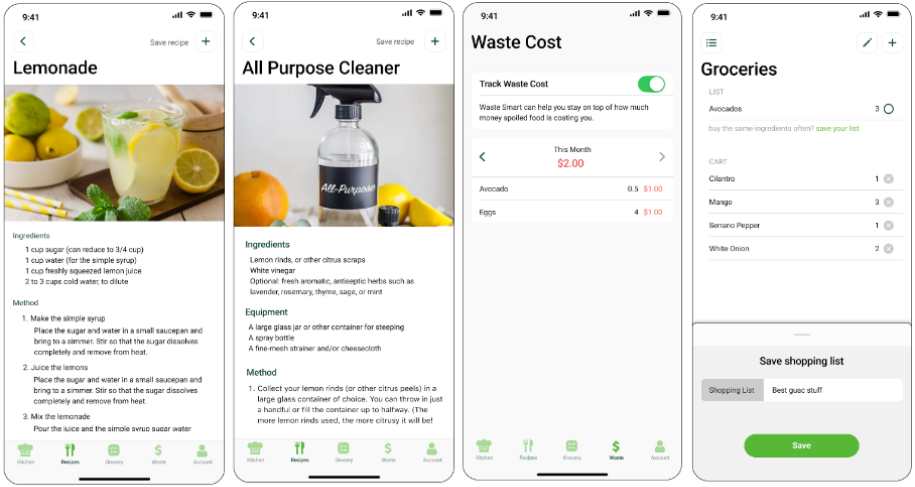 9:41
Save recipe
Lemonade
Ingredients
1 cup sugar (can reduce to 3/4 cup)
1 cup water (for the simple syrup)
1 cup freshly squeezed lemon juice
2 to 3 cups cold water, to dilute
Method
1. Make the simple syrup
Place the sugar and water in a small saucepan and
bring to a simmer. Stir so that the sugar dissolves
completely and remove from heat.
2. Juice the lemons
Place the sugar and water in a small saucepan and
bring to a simmer. Stir so that the sugar dissolves
completely and remove from heat.
3. Mix the lemonade
Pour the juice and the simple syrup sugar water
Kitchen
Recipes
Grocery
Waste
Account
9:41
Save recipe
All Purpose Cleaner
All-Purpose
Ingredients
Lemon rinds, or other citrus scraps
White vinegar
Optional: fresh aromatic, antiseptic herbs such as
lavender, rosemary, thyme, sage, or mint
Equipment
A large glass jar or other container for steeping
A spray bottle
A fine-mesh strainer and/or cheesecloth
Method
1. Collect your lemon rinds (or other citrus peels) in a
large glass container of choice. You can throw in just
a handful or fill the container up to halfway. (The
more lemon rinds used, the more citrusy it will be!
Kitchen
Recipes
Grocery
Waste
Account
9:41
Waste Cost
Track Waste Cost
Waste Smart can help you stay on top of how much
money spoiled food is costing you.
This Month
$2.00
Avocado 0.5 $1.00
Eggs 4 $1.00
Kitchen
Recipes
Grocery
Waste
Account
9:41
Groceries
LIST
Avocados 3
buy the same ingredients often? save your list
CART
Cilantro 1
Mango 3
Serrano Pepper 1
White Onion 2
Save shopping list
Shopping List Best guac stuff
Save